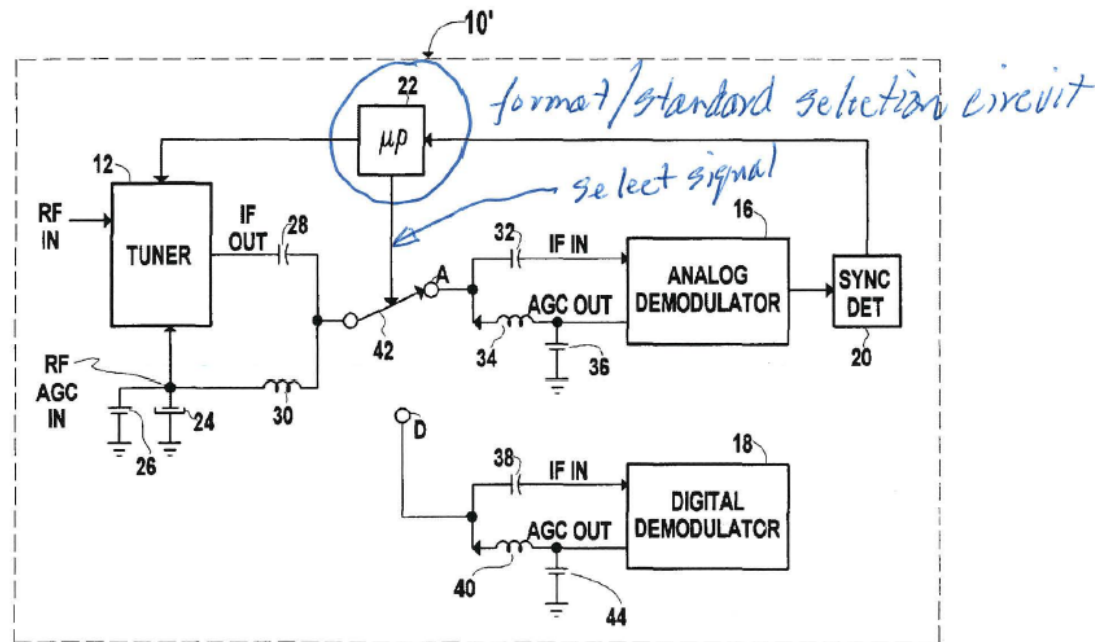 10'
22
format/standard selection circuit
μp
select signal
12
RF IN
TUNER
IF OUT
28
A
42
32
IF IN
16
ANALOG DEMODULATOR
SYNC DET
20
AGC OUT
34
36
RF AGC IN
26
24
30
D
38
IF IN
18
DIGITAL DEMODULATOR
AGC OUT
40
44